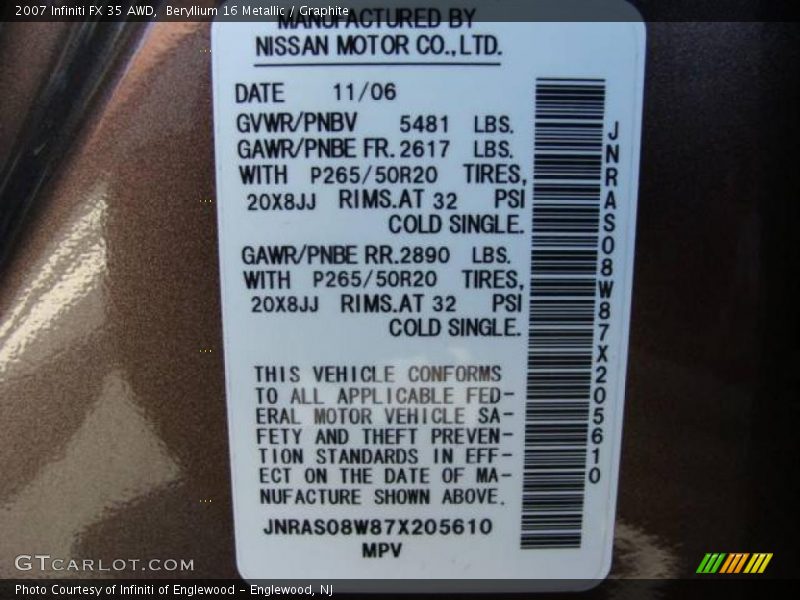 2007 Infiniti FX 35 AWD, Beryllium 16 Metallic / Graphite
MANUFACTURED BY
NISSAN MOTOR CO.,LTD.
DATE 11/06
GVWR/PNBV 5481 LBS.
GAWR/PNBE FR.2617 LBS.
WITH P265/50R20 TIRES,
20X8JJ RIMS.AT 32 PSI
COLD SINGLE.
GAWR/PNBE RR.2890 LBS.
WITH P265/50R20 TIRES,
20X8JJ RIMS.AT 32 PSI
COLD SINGLE.
THIS VEHICLE CONFORMS
TO ALL APPLICABLE FED-
ERAL MOTOR VEHICLE SA-
FETY AND THEFT PREVEN-
TION STANDARDS IN EFF-
ECT ON THE DATE OF MA-
NUFACTURE SHOWN ABOVE.
JNRAS08W87X205610
MPV
JNRAS08W87X205610
GTCARLOT.COM
Photo Courtesy of Infiniti of Englewood - Englewood, NJ